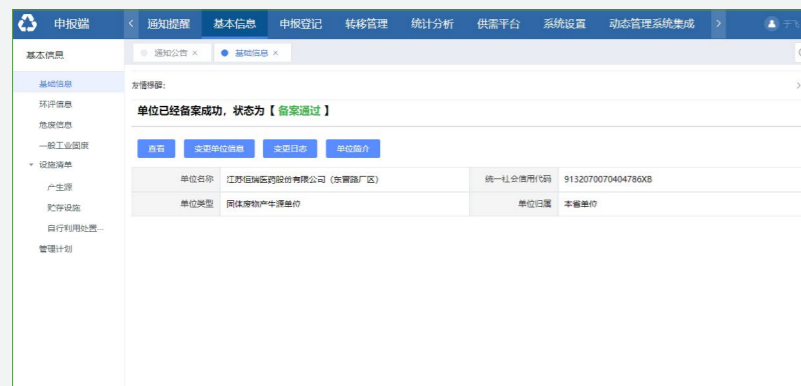 申报端
通知提醒 基本信息 申报登记 转移管理 统计分析 供需平台 系统设置 动态管理系统集成
基本信息
通知公告 × 基础信息 ×
基础信息
友情提醒：
环评信息
单位已经备案成功，状态为【 备案通过 】
危废信息
一般工业固废
查看 变更单位信息 变更日志 单位简介
设施清单
单位名称 江苏恒瑞医药股份有限公司（东晋路厂区） 统一社会信用代码 9132070070404786XB
产生源
单位类型 固体废物产生源单位 单位归属 本省单位
贮存设施
自行利用处置...
管理计划